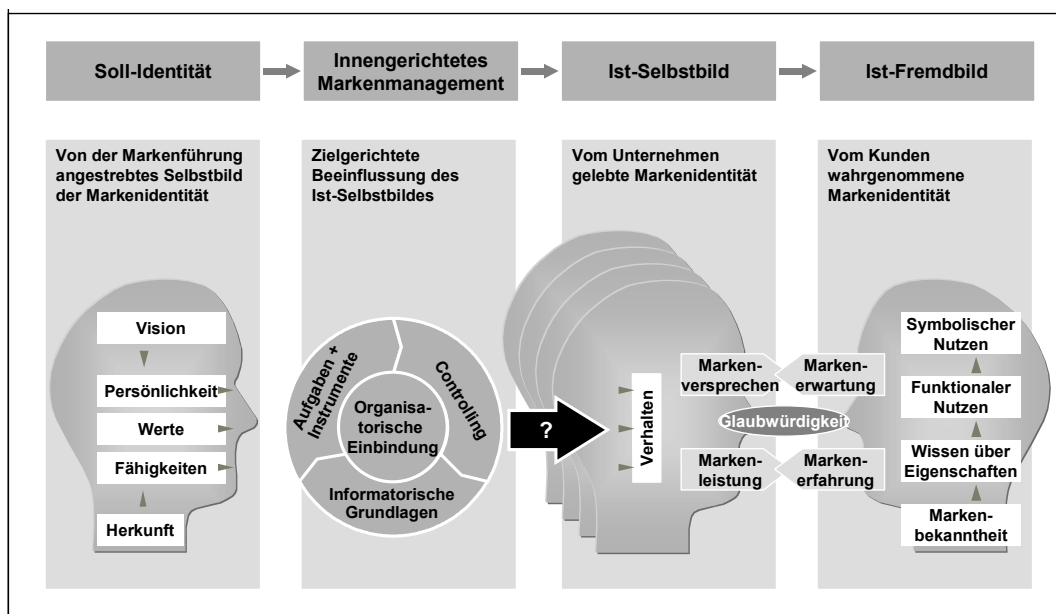 Soll-Identität
Innengerichtetes
Markenmanagement
Ist-Selbstbild
Ist-Fremdbild
Von der Markenführung
angestrebtes Selbstbild
der Markenidentität
Zielgerichtete
Beeinflussung des
Ist-Selbstbildes
Vom Unternehmen
gelebte Markenidentität
Vom Kunden
wahrgenommene
Markenidentität
Vision
Persönlichkeit
Werte
Fähigkeiten
Herkunft
Aufgaben +
Instrumente
Controlling
Organisa-
torische
Einbindung
Informatorische
Grundlagen
?
Verhalten
Marken-
versprechen
Marken-
erwartung
Glaubwürdigkeit
Marken-
leistung
Marken-
erfahrung
Symbolischer
Nutzen
Funktionaler
Nutzen
Wissen über
Eigenschaften
Marken-
bekanntheit